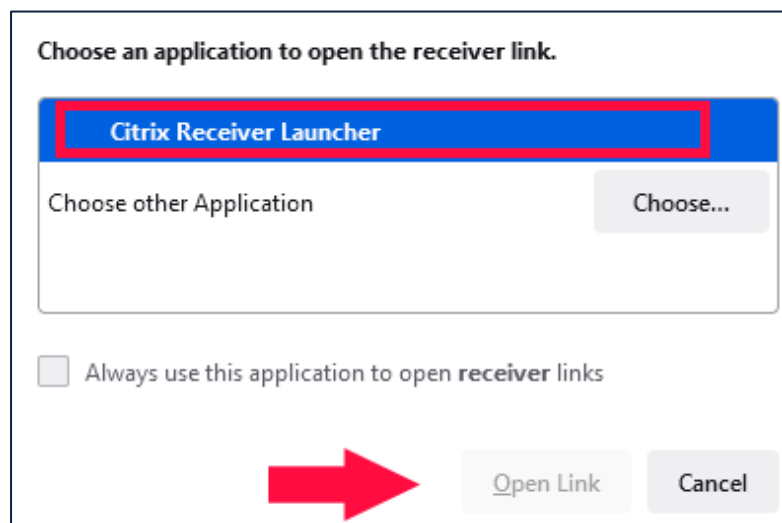 Choose an application to open the receiver link.
Citrix Receiver Launcher
Choose other Application Choose...
Always use this application to open receiver links
Open Link Cancel